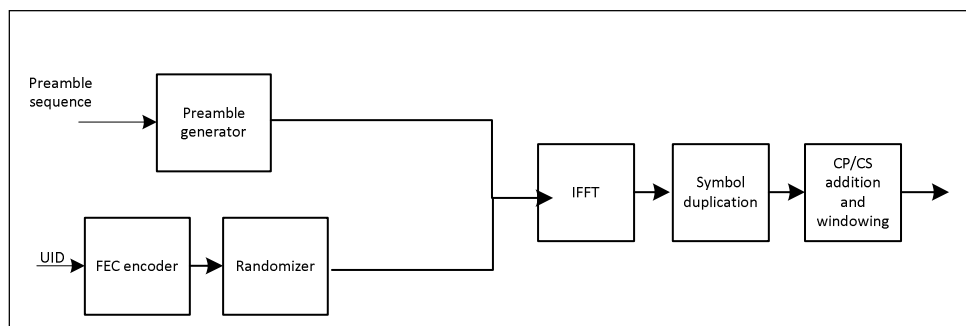 Preamble
sequence
Preamble
generator
UID
FEC encoder
Randomizer
IFFT
Symbol
duplication
CP/CS
addition
and
windowing